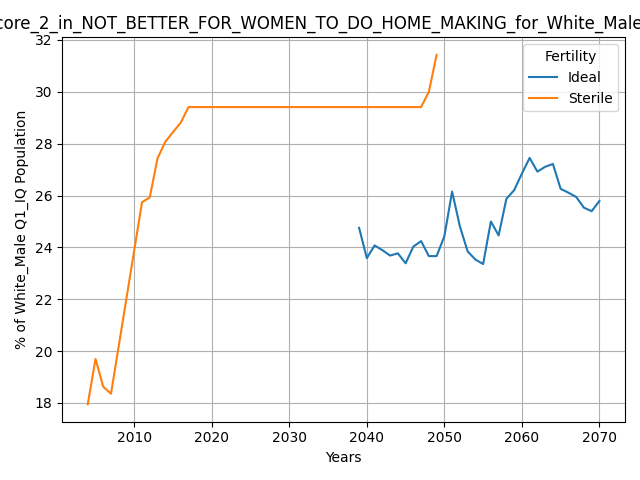 core_2_in_NOT_BETTER_FOR_WOMEN_TO_DO_HOME_MAKING_for_White_Male
32
30
28
26
24
22
20
18
% of White_Male Q1_IQ Population
Fertility
Ideal
Sterile
2010 2020 2030 2040 2050 2060 2070
Years